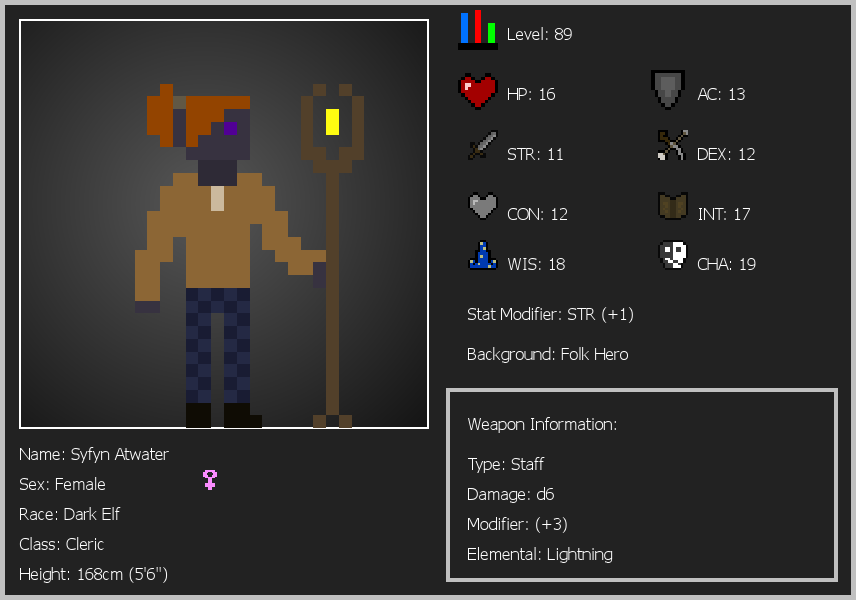 Level: 89
HP: 16
AC: 13
STR: 11
DEX: 12
CON: 12
INT: 17
WIS: 18
CHA: 19
Stat Modifier: STR (+1)
Background: Folk Hero
Weapon Information:
Type: Staff
Damage: d6
Modifier: (+3)
Elemental: Lightning
Name: Syfyn Atwater
Sex: Female
Race: Dark Elf
Class: Cleric
Height: 168cm (5'6")